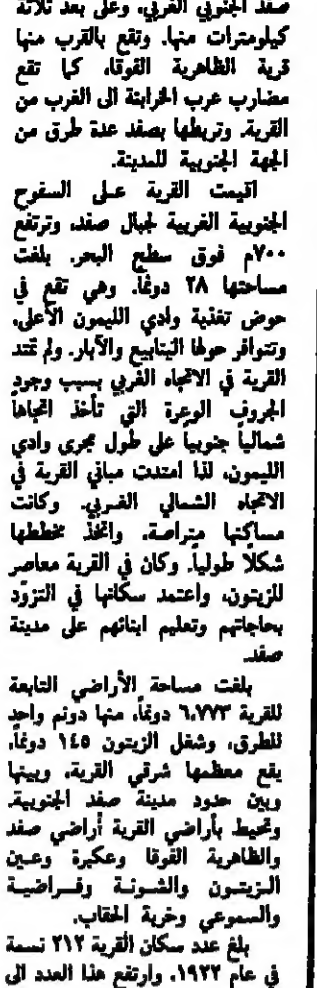 صفد الجنوبي الغربي، وعلى بعد ثلاثة
كيلومترات منها. وتقع بالقرب منها
قرية الظاهرية الفوقا، كما تقع
مضارب عرب الخرابنة الى الغرب من
القرية. وتربطها بصفد عدة طرق من
الجهة الجنوبية للمدينة.
اقيمت القرية على السفوح
الجنوبية الغربية لجبال صفد، وترتفع
٧٠٠م فوق سطح البحر. بلغت
مساحتها ٢٨ دونمًا. وهي تقع في
حوض تغذية وادي الليمون الأعلى،
وتتوافر حولها الينابيع والآبار. ولم تمتد
القرية في الاتجاه الغربي بسبب وجود
الجروف الوعرة التي تأخذ اتجاهاً
شمالياً جنوبياً على طول مجرى وادي
الليمون، لذا امتدت مباني القرية في
الاتجاه الشمالي الغربي. وكانت
مساكنها متراصة، واتخذ مخططها
شكلاً طولياً. وكان في القرية معاصر
للزيتون، واعتمد سكانها في التزوّد
بحاجاتهم وتعليم ابنائهم على مدينة
صفد.
بلغت مساحة الأراضي التابعة
للقرية ٦،٧٧٣ دونمًا، منها دونم واحد
للطرق، وشغل الزيتون ١٤٥ دونمًا،
يقع معظمها شرقي القرية، وبينها
وبين حدود مدينة صفد الجنوبية.
وتحيط بأراضي القرية أراضي صفد
والظاهرية الفوقا وعكبرة وعين
الزيتون والشونة وفراضية
والسموعي وخربة الحقاب.
بلغ عدد سكان القرية ٢١٢ نسمة
في عام ١٩٢٢، وارتفع هذا العدد الى